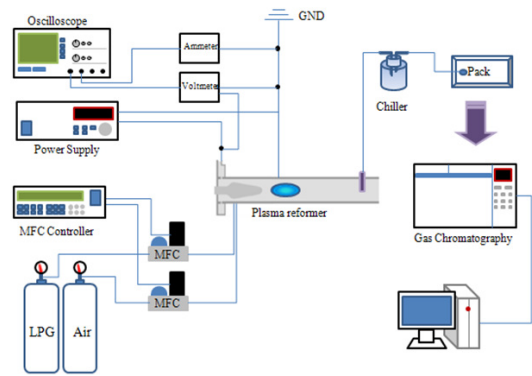 Oscilloscope
GND
Ammeter
Voltmeter
Chiller
Pack
Power Supply
Plasma reformer
MFC Controller
MFC
Gas Chromatography
MFC
LPG
Air